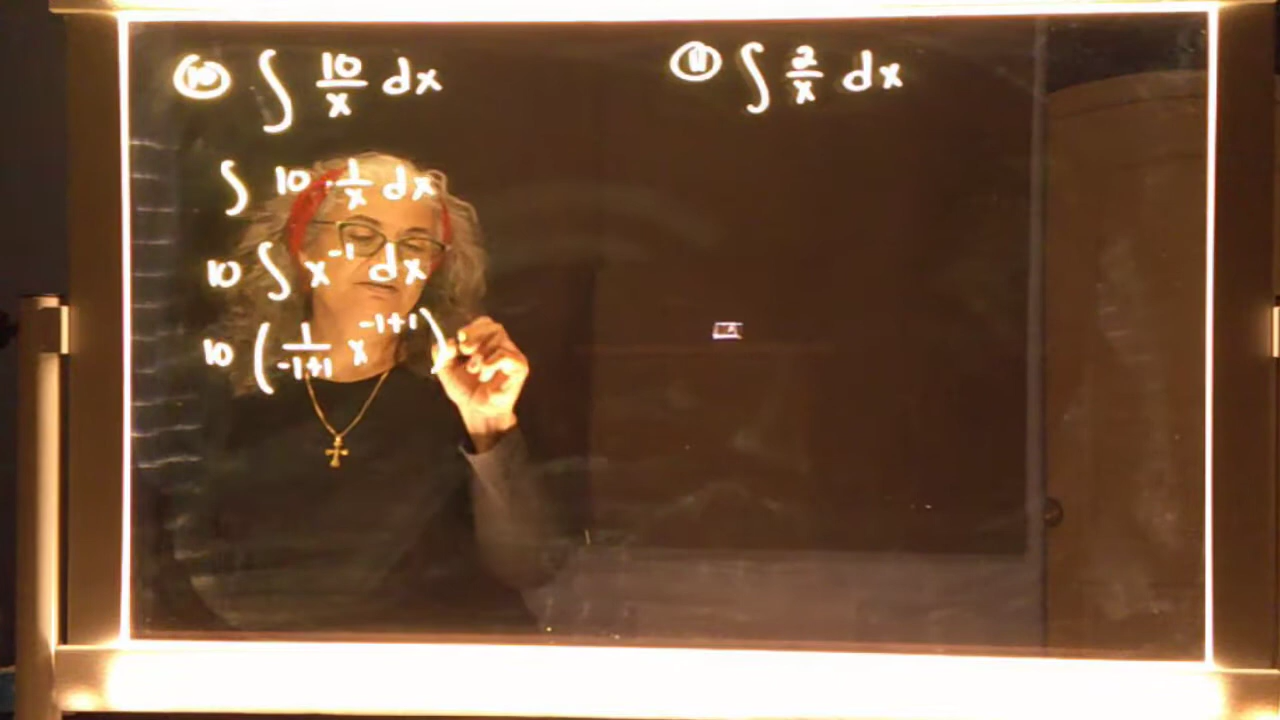 ⑩ ∫ 10/x dx
∫ 10 · 1/x dx
10 ∫ x^-1 dx
10 ( 1/-1+1 x^-1+1 )
⑪ ∫ 2/x dx